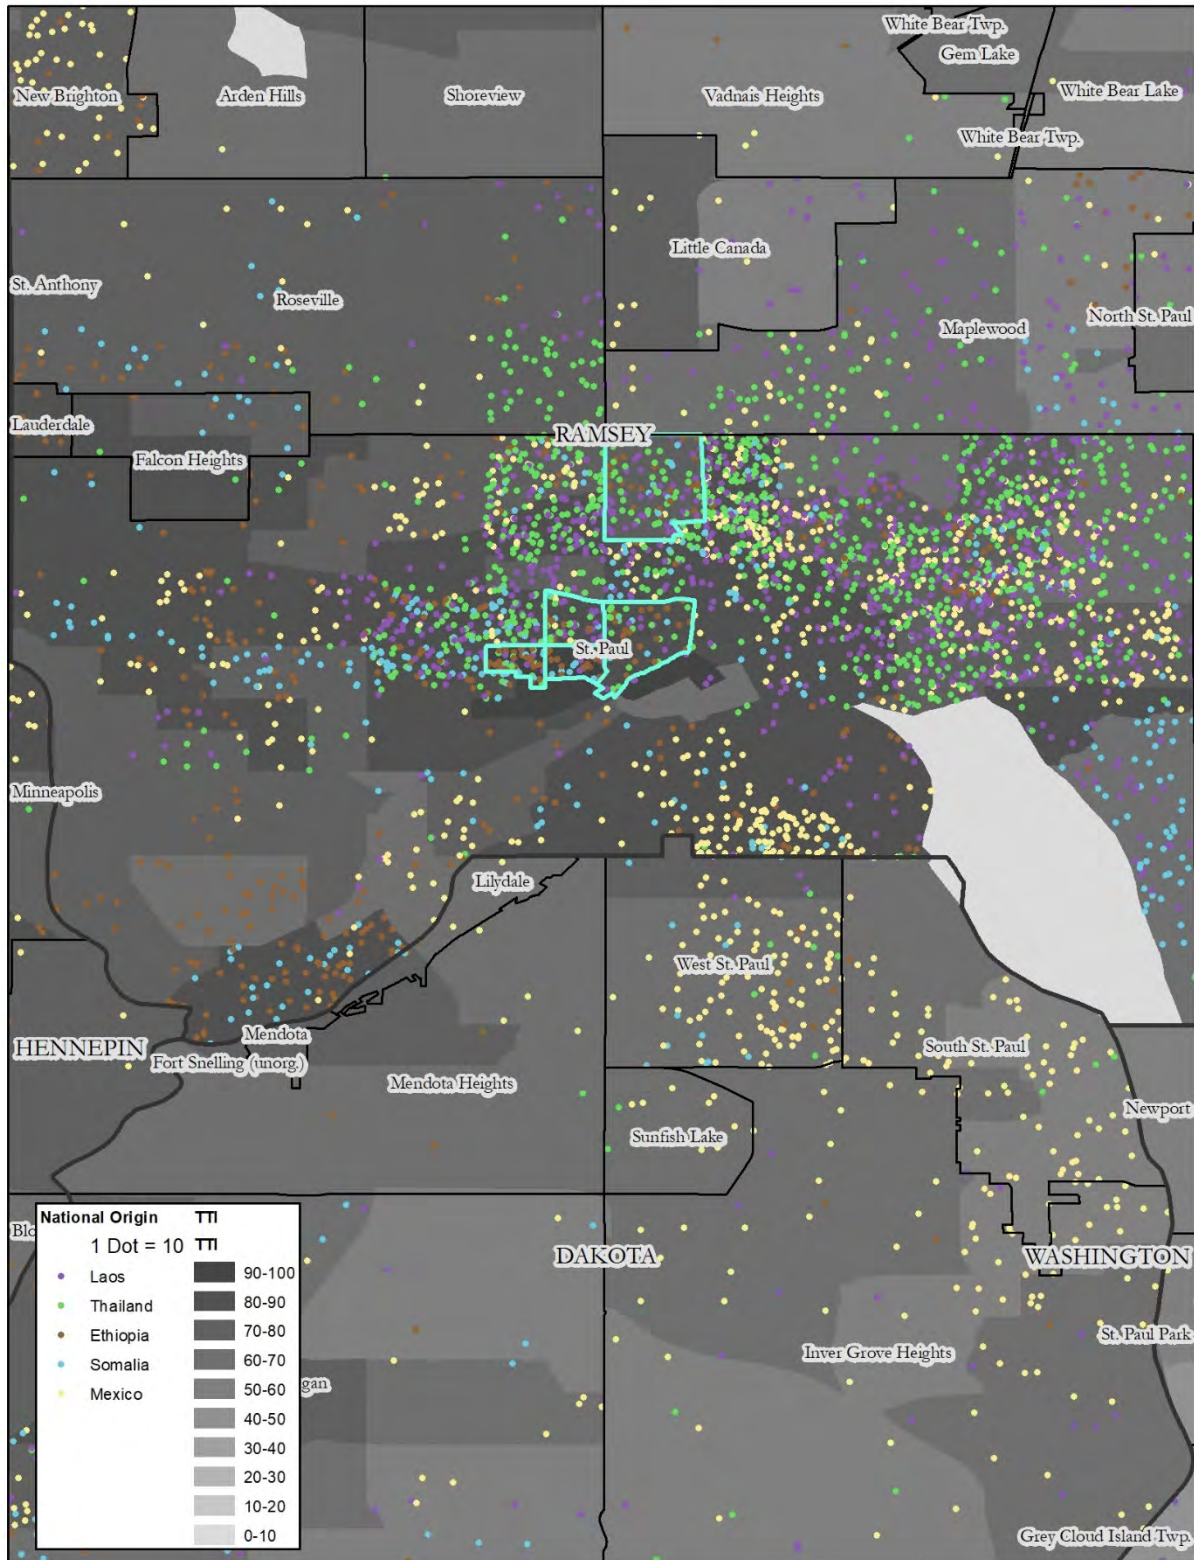 White Bear Twp.
Gem Lake
New Brighton
Arden Hills
Shoreview
Vadnais Heights
White Bear Lake
White Bear Twp.
Little Canada
St. Anthony
Roseville
North St. Paul
Maplewood
Lauderdale
RAMSEY
Falcon Heights
St. Paul
Minneapolis
Lilydale
West St. Paul
HENNEPIN
Mendota
Fort Snelling (unorg.)
South St. Paul
Mendota Heights
Newport
Sunfish Lake
Blo
DAKOTA
WASHINGTON
St. Paul Park
Inver Grove Heights
gan
Grey Cloud Island Twp.
National Origin TTI
1 Dot = 10 TTI
Laos
Thailand
Ethiopia
Somalia
Mexico
90-100
80-90
70-80
60-70
50-60
40-50
30-40
20-30
10-20
0-10